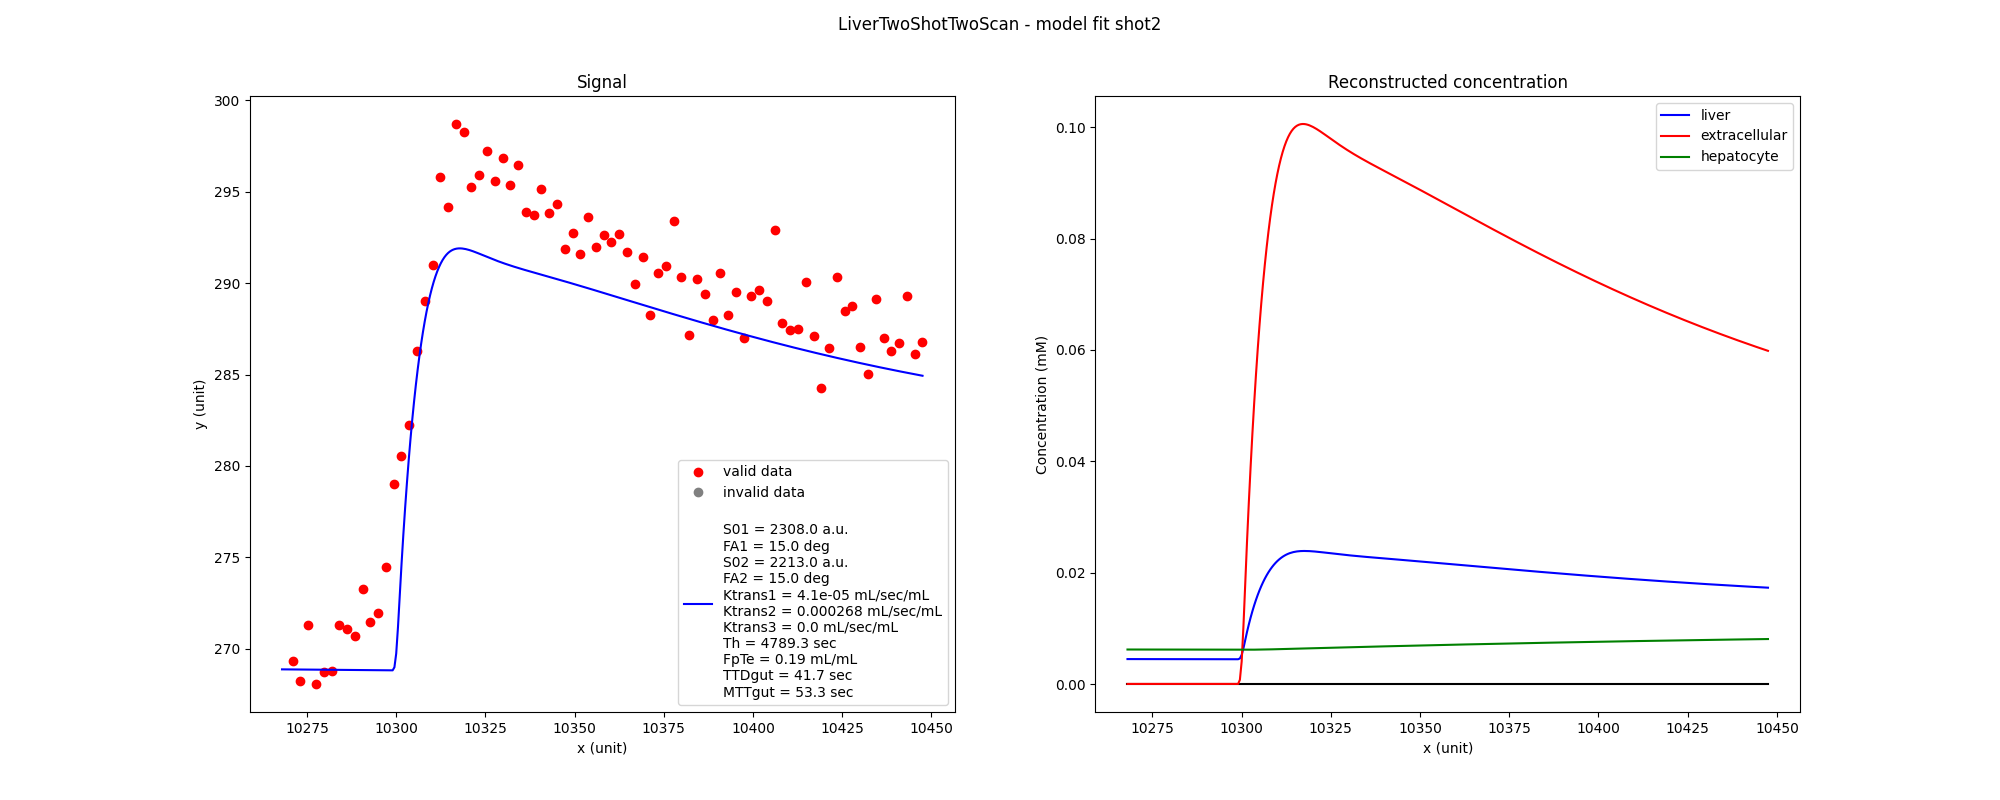 LiverTwoShotTwoScan - model fit shot2
Signal
300
295
290
285
280
275
270
y (unit)
10275
10300
10325
10350
10375
10400
10425
10450
x (unit)
valid data
invalid data
S01 = 2308.0 a.u.
FA1 = 15.0 deg
S02 = 2213.0 a.u.
FA2 = 15.0 deg
Ktrans1 = 4.1e-05 mL/sec/mL
Ktrans2 = 0.000268 mL/sec/mL
Ktrans3 = 0.0 mL/sec/mL
Th = 4789.3 sec
FpTe = 0.19 mL/mL
TTDgut = 41.7 sec
MTTgut = 53.3 sec
Reconstructed concentration
0.10
0.08
0.06
0.04
0.02
0.00
Concentration (mM)
10275
10300
10325
10350
10375
10400
10425
10450
x (unit)
liver
extracellular
hepatocyte